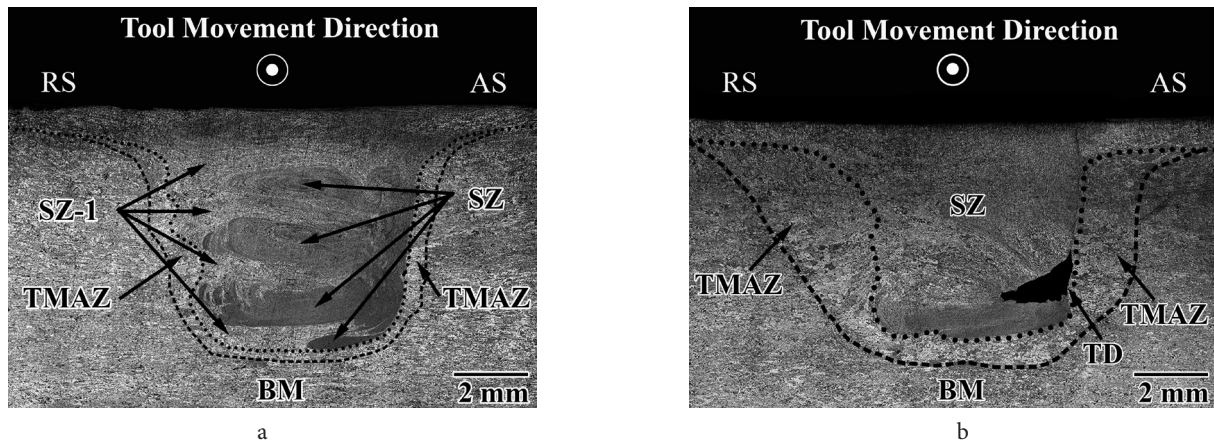 Tool Movement Direction
RS
AS
SZ-1
SZ
TMAZ
TMAZ
BM
2 mm
a
Tool Movement Direction
RS
AS
SZ
TMAZ
TMAZ
TD
BM
2 mm
b